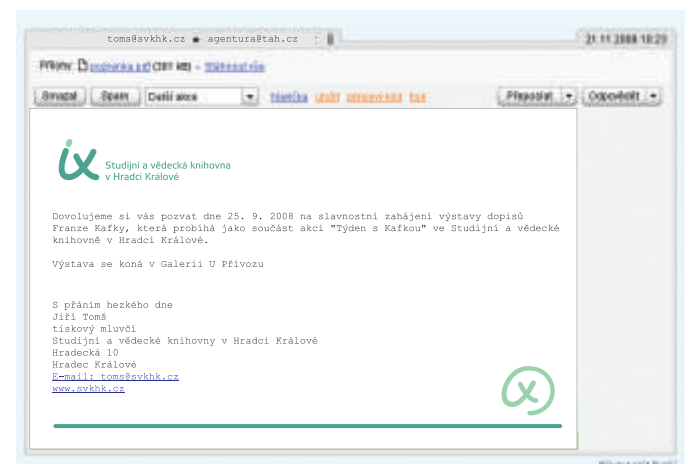 toms@svkhk.cz agentura@tah.cz
21.11.2008 18:29
Smazat Spam Další akce Přeposlat Odpovědět
ix Studijní a vědecká knihovna
v Hradci Králové
Dovolujeme si vás pozvat dne 25. 9. 2008 na slavnostní zahájení výstavy dopisů
Franze Kafky, která probíhá jako součást akcí "Týden s Kafkou" ve Studijní a vědecké
knihovně v Hradci Králové.
Výstava se koná v Galerii U Přívozu
S přáním hezkého dne
Jiří Tomš
tiskový mluvčí
Studijní a vědecké knihovny v Hradci Králové
Hradecká 10
Hradec Králové
E-mail: toms@svkhk.cz
www.svkhk.cz
x